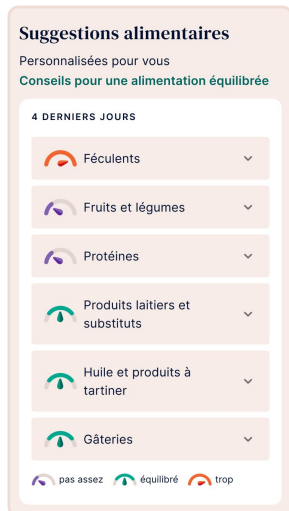 Suggestions alimentaires
Personnalisées pour vous
Conseils pour une alimentation équilibrée
4 DERNIERS JOURS
Féculents
Fruits et légumes
Protéines
Produits laitiers et
substituts
Huile et produits à
tartiner
Gâteries
pas assez équilibré trop